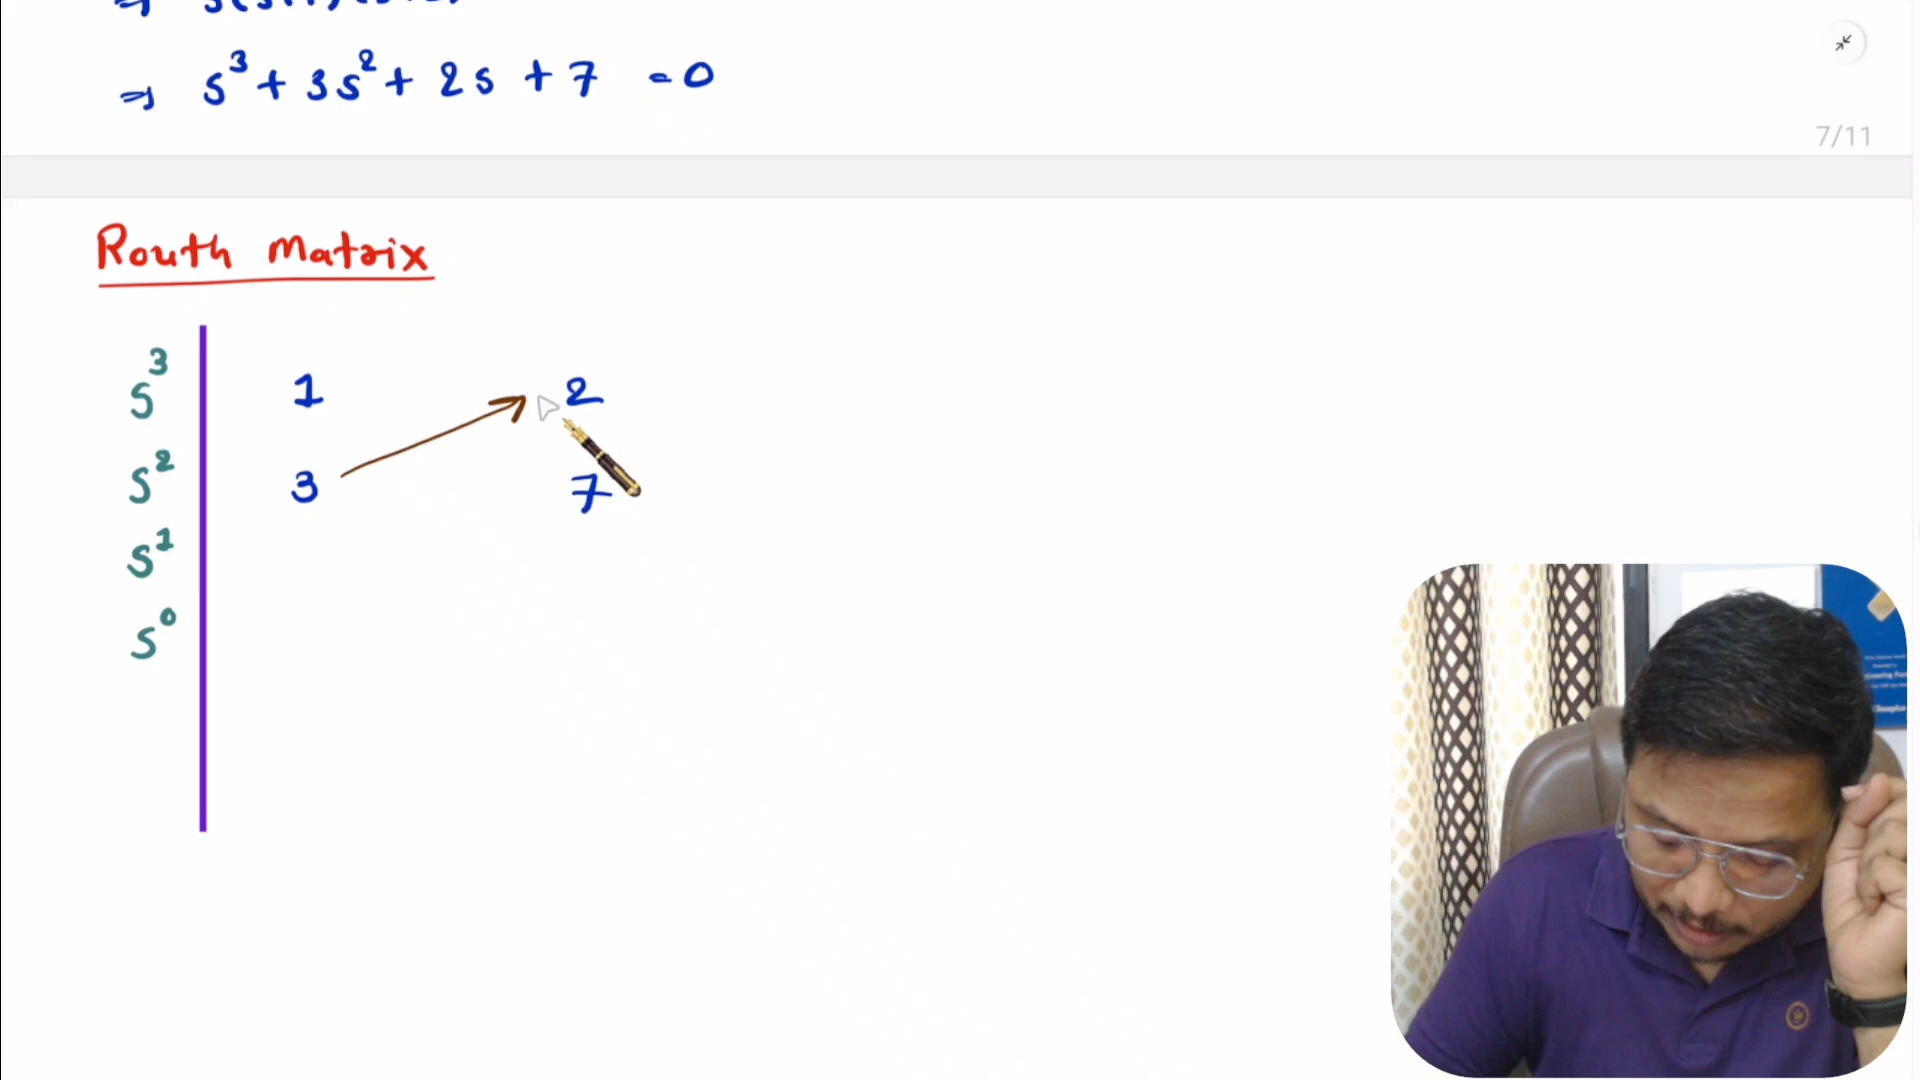 ⇒ s³ + 3s² + 2s + 7 = 0
7/11
Routh Matrix
s³ 1 2
s² 3 7
s¹
s⁰